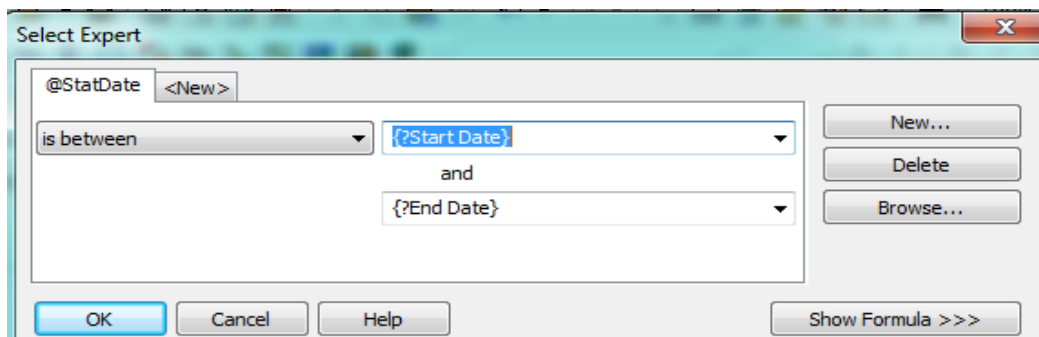 Select Expert
@StatDate <New>
is between {?Start Date} New...
and Delete
{?End Date} Browse...
OK Cancel Help Show Formula >>>